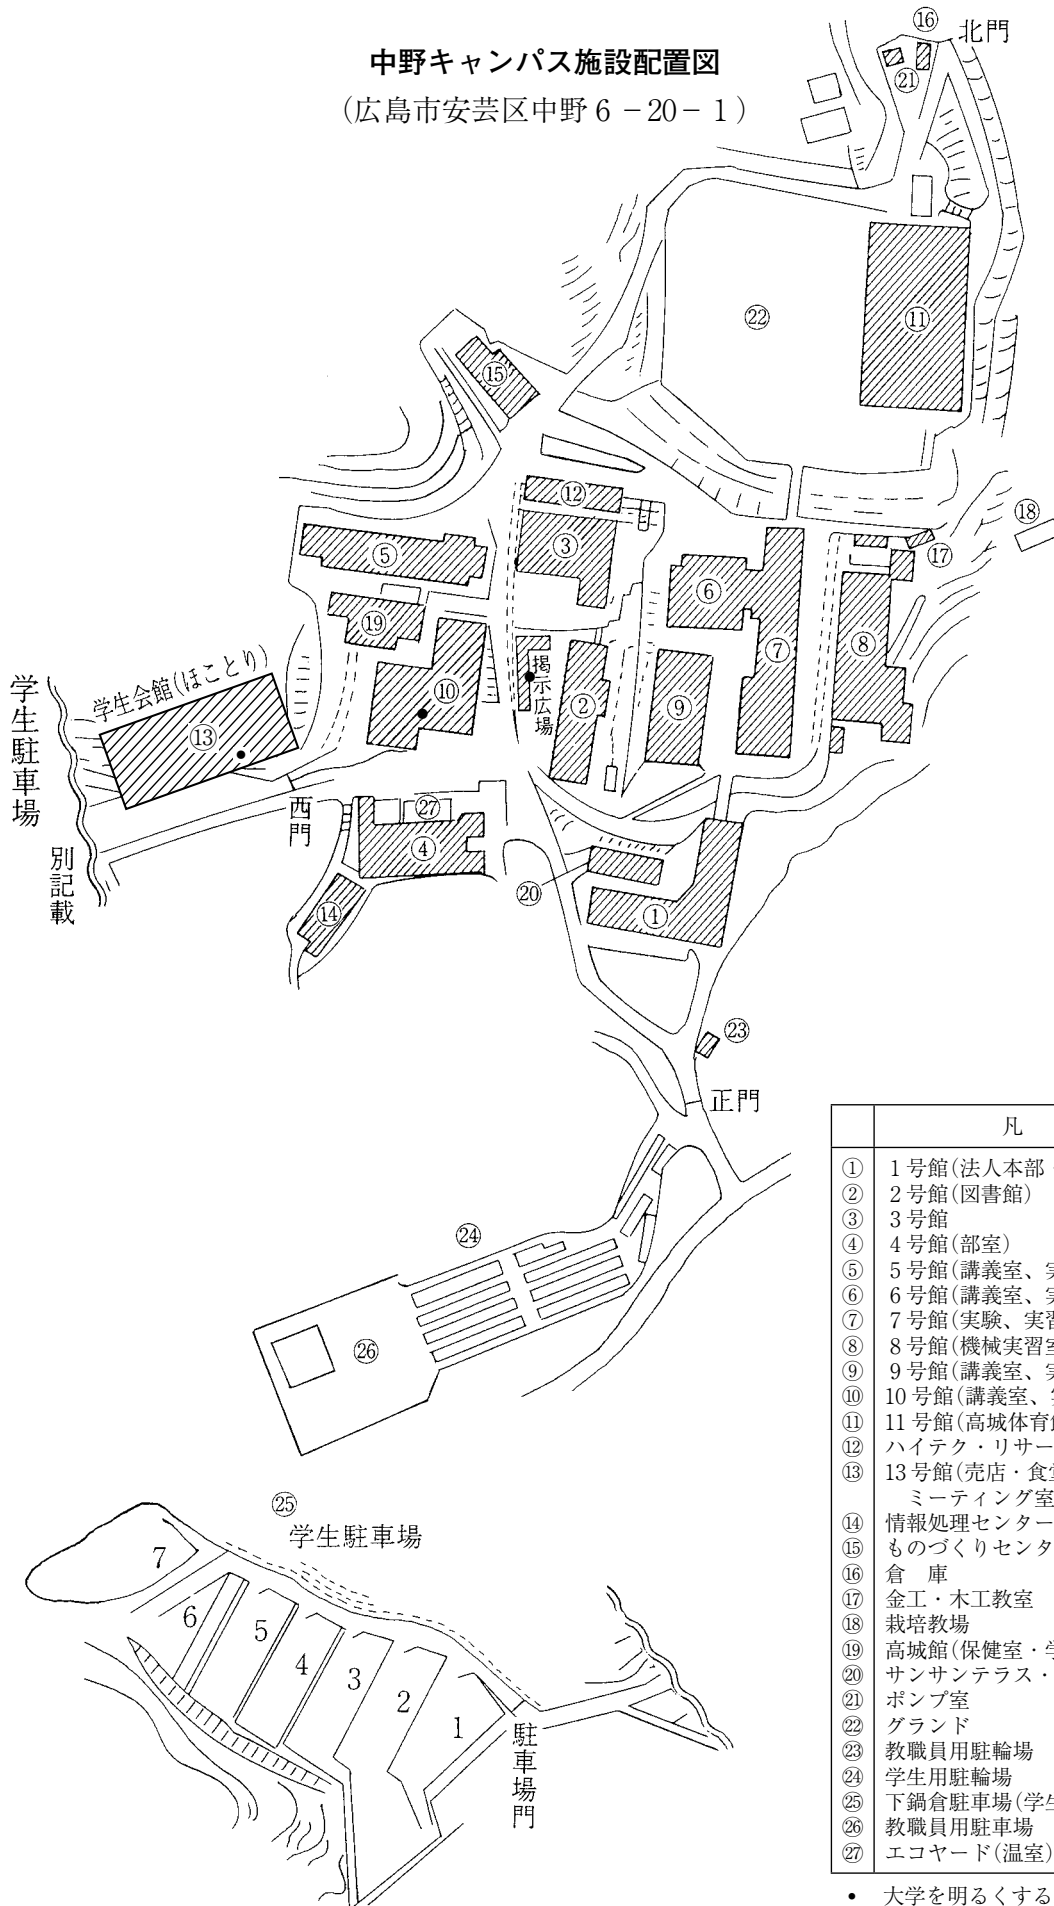 中野キャンパス施設配置図
(広島市安芸区中野6－20－1)
⑯
北門
㉑
㉒
⑪
⑮
⑫
⑱
⑤
③
⑰
⑥
⑲
⑦
⑧
学生会館(ほことり)
⑩
掲示広場
②
⑨
学生駐車場
⑬
西門
㉗
④
別記載
⑳
⑭
①
㉓
正門
㉔
㉖
㉕
学生駐車場
7
6
5
4
3
2
1
駐車場門
凡
① 1号館(法人本部
② 2号館(図書館)
③ 3号館
④ 4号館(部室)
⑤ 5号館(講義室、実
⑥ 6号館(講義室、実
⑦ 7号館(実験、実習
⑧ 8号館(機械実習室
⑨ 9号館(講義室、実
⑩ 10号館(講義室、
⑪ 11号館(高城体育館
⑫ ハイテク・リサー
⑬ 13号館(売店・食堂
ミーティング室
⑭ 情報処理センター
⑮ ものづくりセンタ
⑯ 倉　庫
⑰ 金工・木工教室
⑱ 栽培教場
⑲ 高城館(保健室・学
⑳ サンサンテラス・
㉑ ポンプ室
㉒ グランド
㉓ 教職員用駐輪場
㉔ 学生用駐輪場
㉕ 下鍋倉駐車場(学生
㉖ 教職員用駐車場
㉗ エコヤード(温室)
• 大学を明るくする